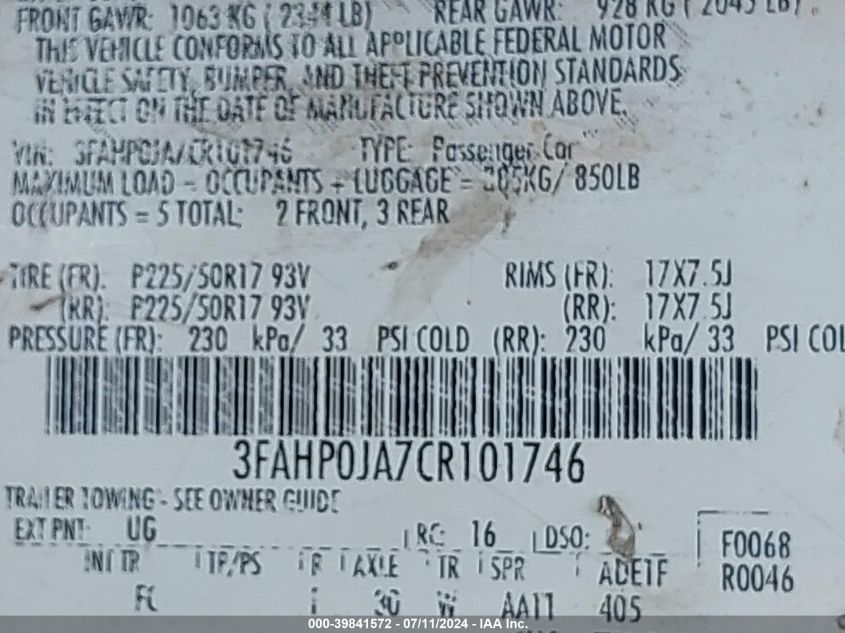 FRONT GAWR: 1063 KG ( 2344 LB) REAR GAWR: 928 KG ( 2045 LB)
THIS VEHICLE CONFORMS TO ALL APPLICABLE FEDERAL MOTOR
VEHICLE SAFETY, BUMPER, AND THEFT PREVENTION STANDARDS
IN EFFECT ON THE DATE OF MANUFACTURE SHOWN ABOVE.
VIN: 3FAHP0JA7CR101746 TYPE: Passenger Car
MAXIMUM LOAD = OCCUPANTS + LUGGAGE = 385KG/ 850LB
OCCUPANTS = 5 TOTAL: 2 FRONT, 3 REAR
TIRE (FR): P225/50R17 93V RIMS (FR): 17X7.5J
(RR): P225/50R17 93V (RR): 17X7.5J
PRESSURE (FR): 230 kPa/ 33 PSI COLD (RR): 230 kPa/ 33 PSI COL
3FAHP0JA7CR101746
TRAILER TOWING - SEE OWNER GUIDE
EXT PNT: UG RC: 16 DSO: F0068
INT TR TP/PS R AXLE TR SPR ADETF R0046
30 W AA11 405
000-39841572 - 07/11/2024 - IAA Inc.